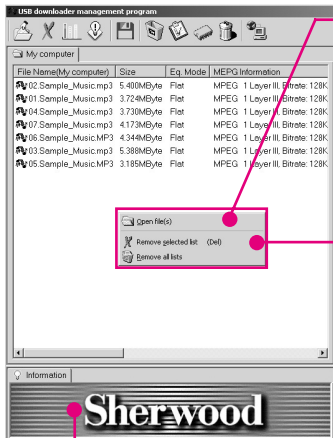 USB downloader management program
My computer
File Name(My computer) Size Eq. Mode MEPG Information
02.Sample_Music.mp3 5.400MByte Flat MPEG 1 Layer III, Bitrate: 128K
01.Sample_Music.mp3 3.724MByte Flat MPEG 1 Layer III, Bitrate: 128K
04.Sample_Music.mp3 3.730MByte Flat MPEG 1 Layer III, Bitrate: 128K
07.Sample_Music.mp3 4.173MByte Flat MPEG 1 Layer III, Bitrate: 128K
06.Sample_Music.MP3 4.344MByte Flat MPEG 1 Layer III, Bitrate: 128K
03.Sample_Music.mp3 5.388MByte Flat MPEG 1 Layer III, Bitrate: 128K
05.Sample_Music.MP3 3.185MByte Flat MPEG 1 Layer III, Bitrate: 128K
Open file(s)
Remove selected list (Del)
Remove all lists
Information
Sherwood